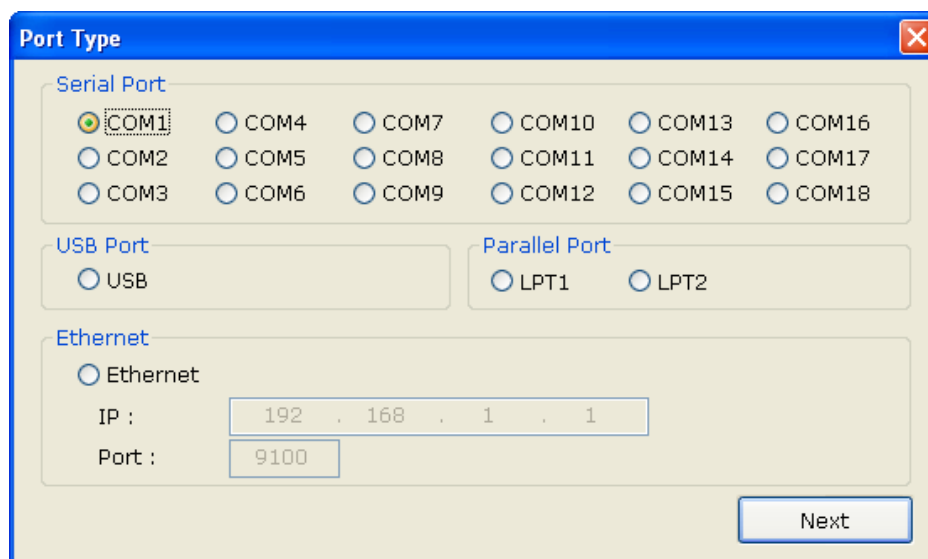 Port Type
Serial Port
COM1 COM4 COM7 COM10 COM13 COM16
COM2 COM5 COM8 COM11 COM14 COM17
COM3 COM6 COM9 COM12 COM15 COM18
USB Port
USB
Parallel Port
LPT1 LPT2
Ethernet
Ethernet
IP : 192 . 168 . 1 . 1
Port : 9100
Next